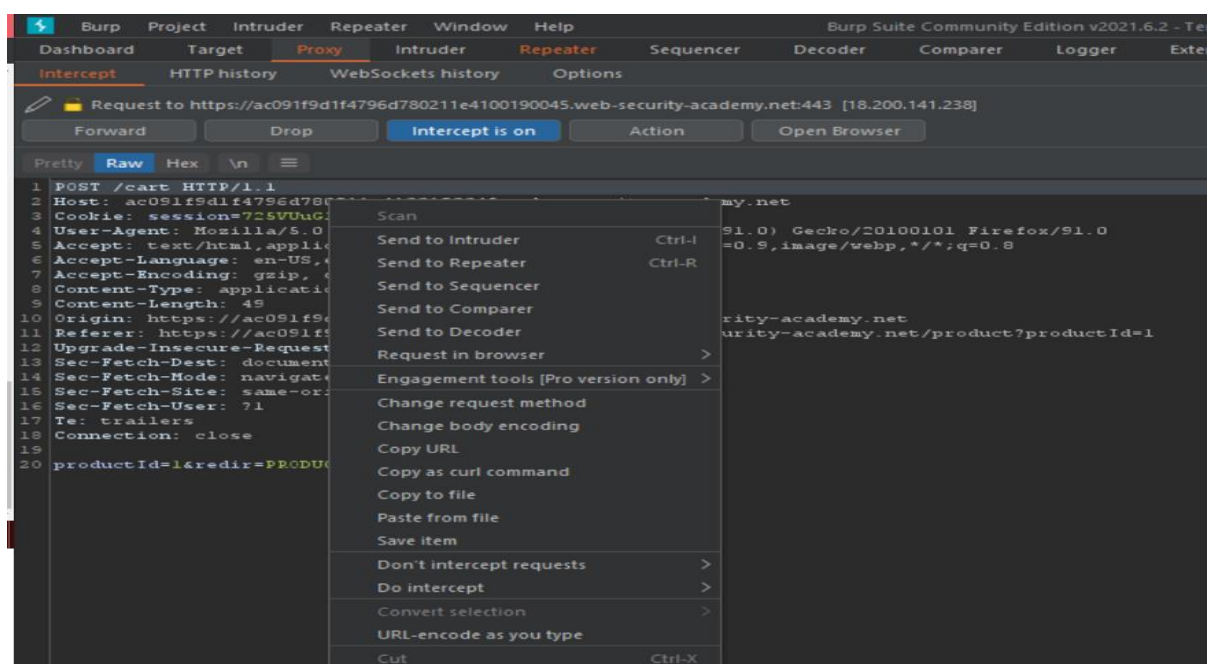 Burp Project Intruder Repeater Window Help Burp Suite Community Edition v2021.6.2 - Te
Dashboard Target Proxy Intruder Repeater Sequencer Decoder Comparer Logger Exte
Intercept HTTP history WebSockets history Options
Request to https://ac091f9d1f4796d780211e4100190045.web-security-academy.net:443 [18.200.141.238]
Forward Drop Intercept is on Action Open Browser
Pretty Raw Hex \n
1 POST /cart HTTP/1.1
2 Host: my.net
3 Cookie: session=725VUuG
4 User-Agent: Mozilla/5.0 91.0) Gecko/20100101 Firefox/91.0
5 Accept: text/html,applic =0.9,image/webp,*/*;q=0.8
6 Accept-Language: en-US,
7 Accept-Encoding: gzip,
8 Content-Type: applicati
9 Content-Length: 49
10 Origin: https://ac091f9 rity-academy.net
11 Referer: https://ac091f urity-academy.net/product?productId=1
12 Upgrade-Insecure-Request
13 Sec-Fetch-Dest: document
14 Sec-Fetch-Mode: navigat
15 Sec-Fetch-Site: same-or
16 Sec-Fetch-User: ?1
17 Te: trailers
18 Connection: close
19
20 productId=1&redir=PRODU
Scan
Send to Intruder Ctrl-I
Send to Repeater Ctrl-R
Send to Sequencer
Send to Comparer
Send to Decoder
Request in browser >
Engagement tools [Pro version only] >
Change request method
Change body encoding
Copy URL
Copy as curl command
Copy to file
Paste from file
Save item
Don't intercept requests >
Do intercept >
Convert selection >
URL-encode as you type
Cut Ctrl-X